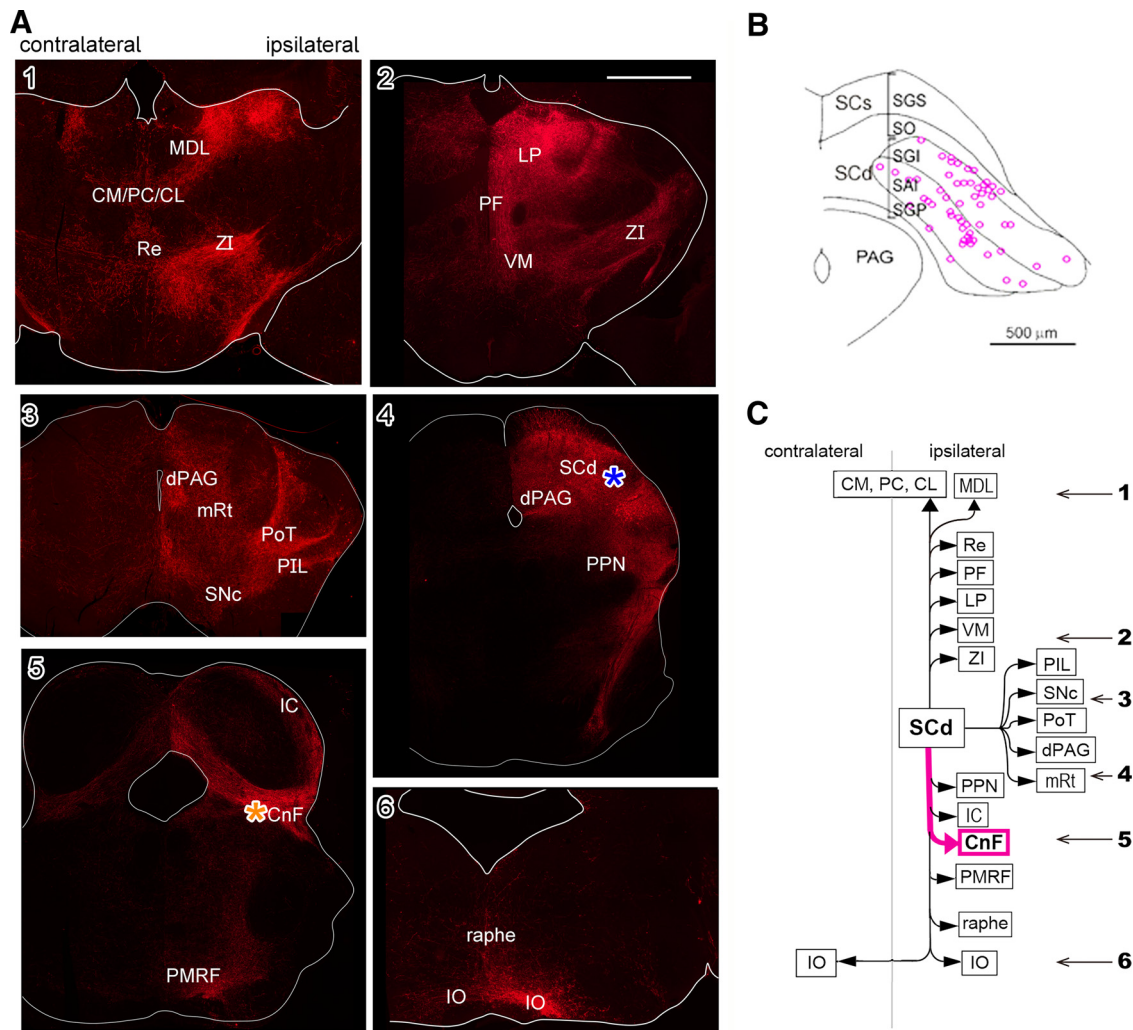 A
contralateral
ipsilateral
1
MDL
CM/PC/CL
Re
ZI
2
LP
PF
ZI
VM
3
dPAG
mRt
PoT
PIL
SNc
4
SCd
*
dPAG
PPN
5
IC
*CnF
PMRF
6
raphe
IO
IO
B
SCs
SGS
SO
SCd
SGI
SAI
SGP
PAG
500 µm
C
contralateral
ipsilateral
CM, PC, CL
MDL
1
Re
PF
LP
VM
2
ZI
PIL
SNc
3
SCd
PoT
dPAG
mRt
4
PPN
IC
CnF
5
PMRF
raphe
IO
IO
6